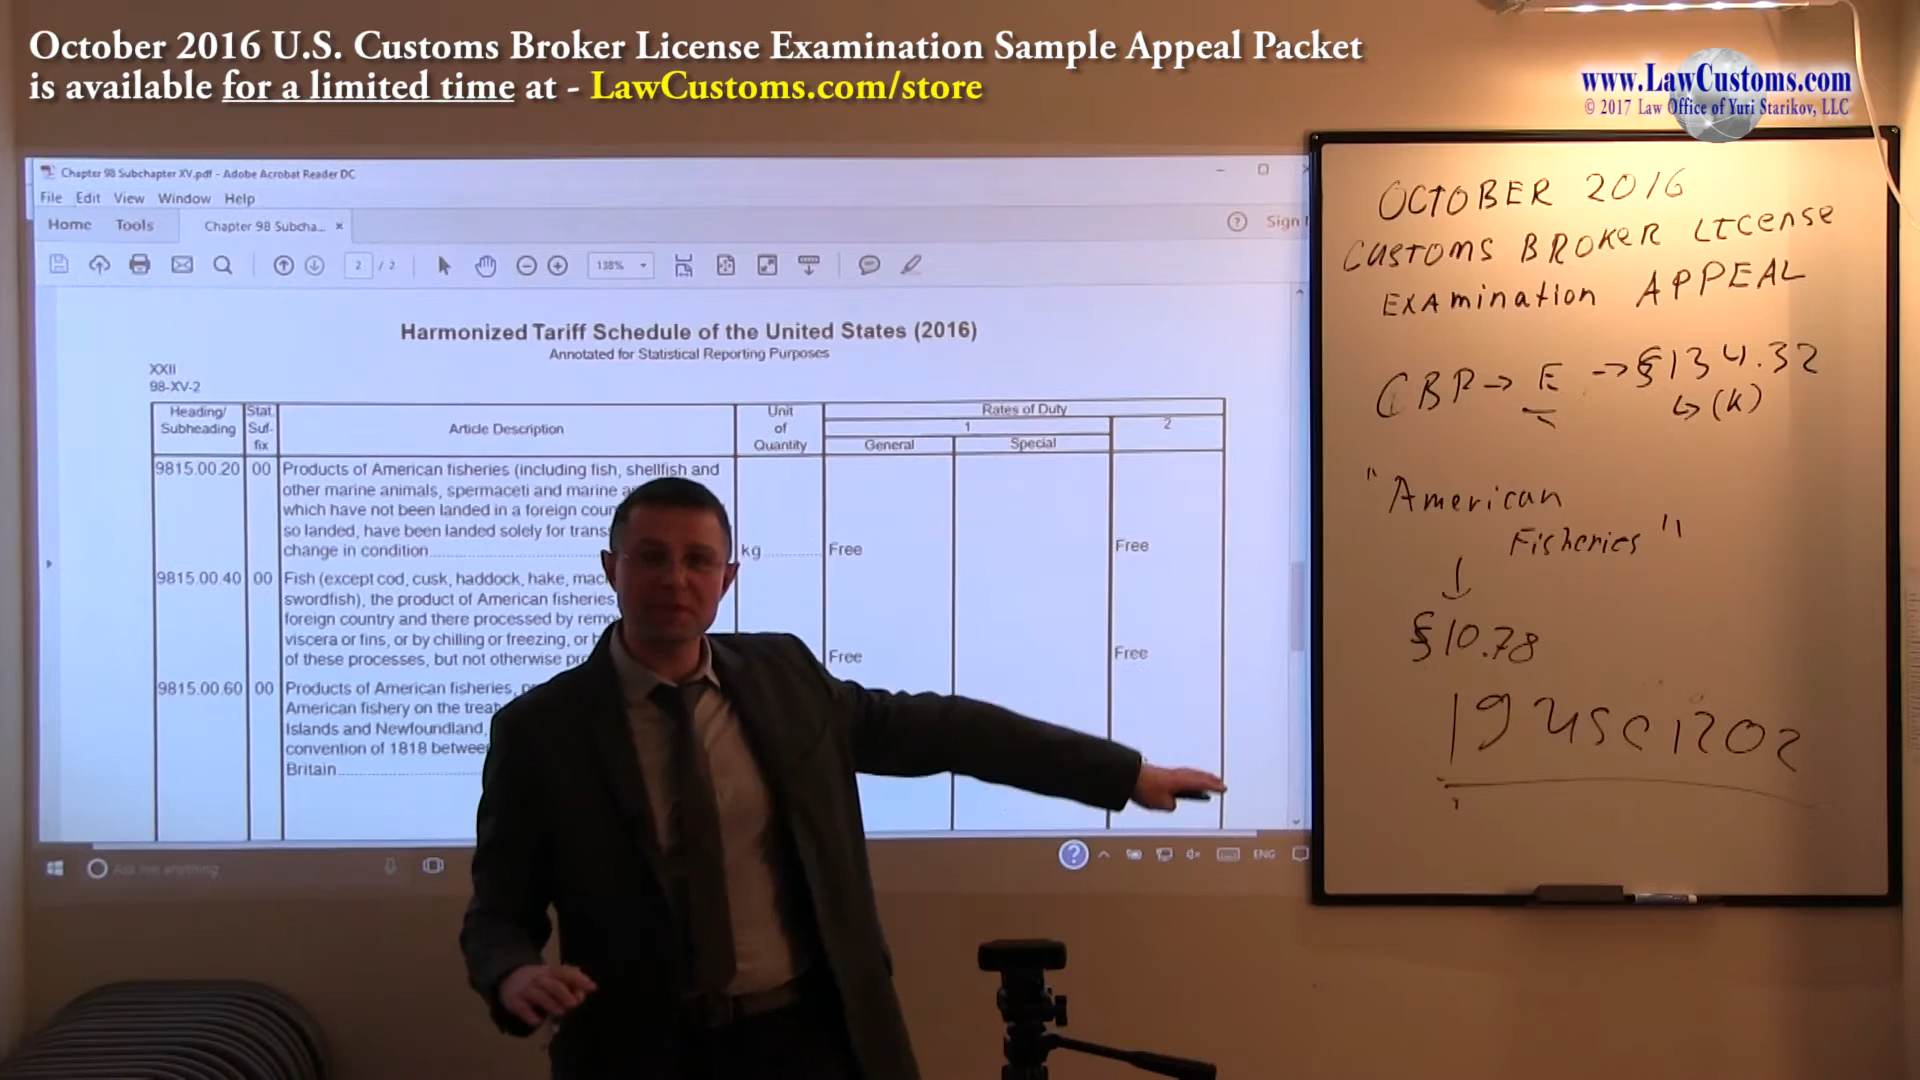 October 2016 U.S. Customs Broker License Examination Sample Appeal Packet
is available for a limited time at - LawCustoms.com/store
www.LawCustoms.com
© 2017 Law Office of Yuri Starikov, LLC
Chapter 98 Subchapter XV.pdf - Adobe Acrobat Reader DC
File Edit View Window Help
Home Tools Chapter 98 Subcha... × ? Sign
2 / 2 138%
Harmonized Tariff Schedule of the United States (2016)
Annotated for Statistical Reporting Purposes
XXII
98-XV-2
Heading/
Subheading
Stat.
Suf-
fix
Article Description
Unit
of
Quantity
Rates of Duty
1
2
General
Special
9815.00.20 00 Products of American fisheries (including fish, shellfish and
other marine animals, spermaceti and marine
which have not been landed in a foreign
so landed, have been landed solely for
change in condition kg Free Free
9815.00.40 00 Fish (except cod, cusk, haddock, hake,
swordfish), the product of American fisheries
foreign country and there processed by
viscera or fins, or by chilling or freezing, or
of these processes, but not otherwise Free Free
9815.00.60 00 Products of American fisheries,
American fishery on the
Islands and Newfoundland,
convention of 1818
Britain
Ask me anything
? ENG
OCTOBER 2016
CUSTOMS BROKER LICENSE
EXAMINATION APPEAL
CBP → E → §134.32
↳ (k)
"American
Fisheries"
↓
§10.78
19 USC 1202